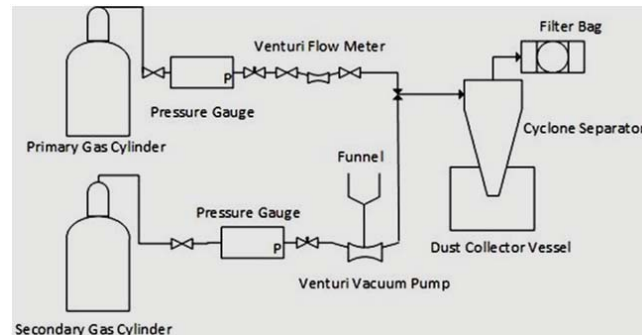 Filter Bag
Venturi Flow Meter
P
Pressure Gauge
Cyclone Separator
Primary Gas Cylinder
Funnel
Pressure Gauge
P
Dust Collector Vessel
Venturi Vacuum Pump
Secondary Gas Cylinder